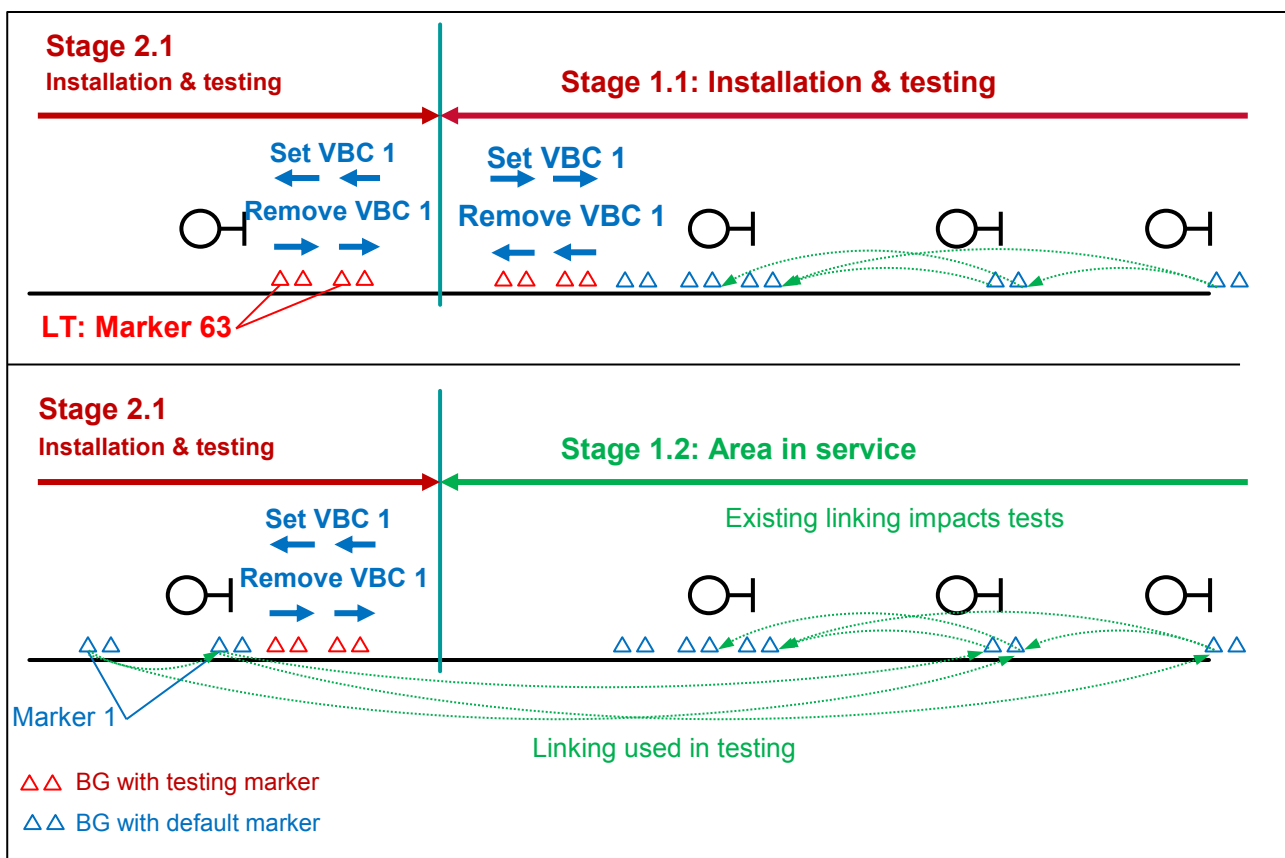 Stage 2.1
Installation & testing
Stage 1.1: Installation & testing
Set VBC 1
Set VBC 1
Remove VBC 1
Remove VBC 1
LT: Marker 63
Stage 2.1
Installation & testing
Stage 1.2: Area in service
Set VBC 1
Existing linking impacts tests
Remove VBC 1
Marker 1
Linking used in testing
BG with testing marker
BG with default marker